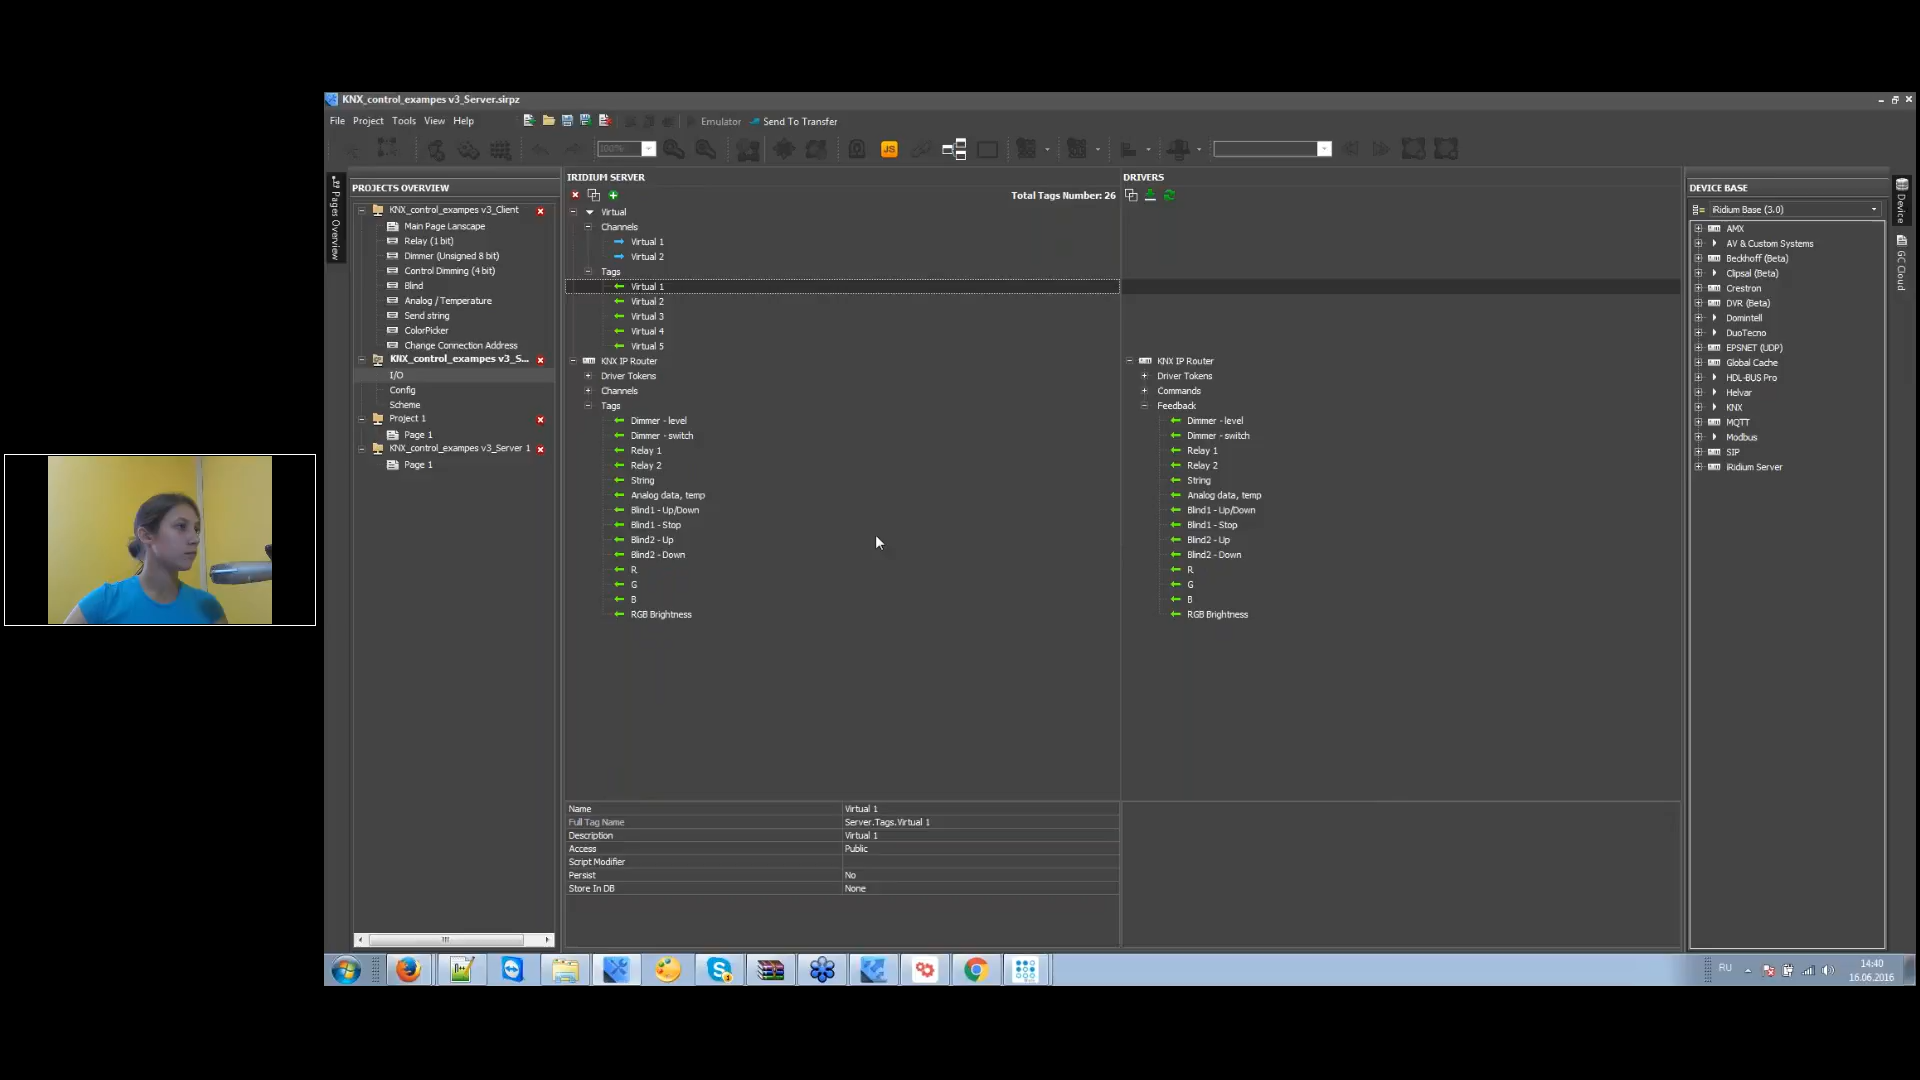 KNX_control_exampes v3_Server.sirpz
File Project Tools View Help
Emulator
Send To Transfer
100%
JS
Pages Overview
PROJECTS OVERVIEW
KNX_control_exampes v3_Client
Main Page Lanscape
Relay (1 bit)
Dimmer (Unsigned 8 bit)
Control Dimming (4 bit)
Blind
Analog / Temperature
Send string
ColorPicker
Change Connection Address
KNX_control_exampes v3_S...
I/O
Config
Scheme
Project 1
Page 1
KNX_control_exampes v3_Server 1
Page 1
IRIDIUM SERVER
Total Tags Number: 26
Virtual
Channels
Virtual 1
Virtual 2
Tags
Virtual 1
Virtual 2
Virtual 3
Virtual 4
Virtual 5
KNX IP Router
Driver Tokens
Channels
Tags
Dimmer - level
Dimmer - switch
Relay 1
Relay 2
String
Analog data, temp
Blind1 - Up/Down
Blind1 - Stop
Blind2 - Up
Blind2 - Down
R
G
B
RGB Brightness
Name Virtual 1
Full Tag Name Server.Tags.Virtual 1
Description Virtual 1
Access Public
Script Modifier
Persist No
Store In DB None
DRIVERS
KNX IP Router
Driver Tokens
Commands
Feedback
Dimmer - level
Dimmer - switch
Relay 1
Relay 2
String
Analog data, temp
Blind1 - Up/Down
Blind1 - Stop
Blind2 - Up
Blind2 - Down
R
G
B
RGB Brightness
DEVICE BASE
iRidium Base (3.0)
AMX
AV & Custom Systems
Beckhoff (Beta)
Clipsal (Beta)
Crestron
DVR (Beta)
Domintell
DuoTecno
EPSNET (UDP)
Global Cache
HDL-BUS Pro
Helvar
KNX
MQTT
Modbus
SIP
iRidium Server
Device
GC Cloud
RU
14:40
16.06.2016